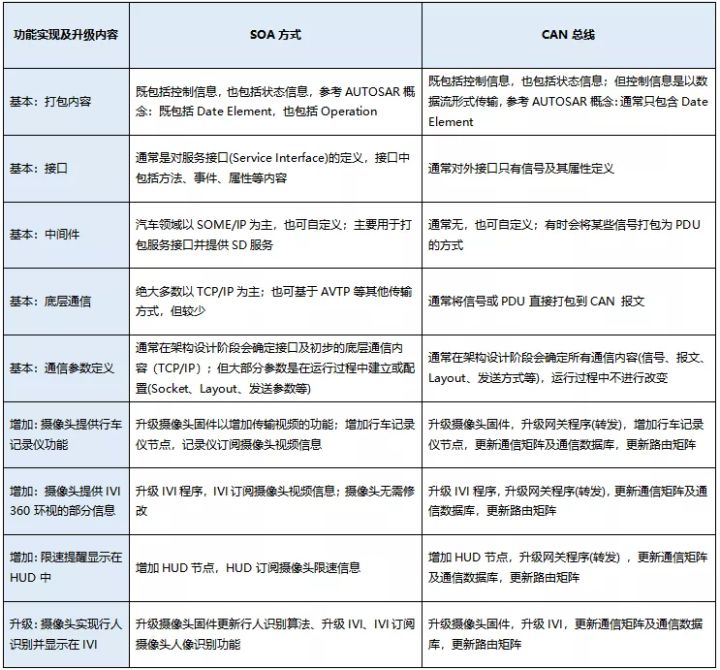 功能实现及升级内容
SOA 方式
CAN 总线
基本：打包内容
既包括控制信息，也包括状态信息，参考 AUTOSAR 概
念：既包括 Date Element，也包括 Operation
既包括控制信息，也包括状态信息；但控制信息是以数
据流形式传输，参考 AUTOSAR 概念：通常只包含 Date
Element
基本：接口
通常是对服务接口(Service Interface)的定义，接口中
包括方法、事件、属性等内容
通常对外接口只有信号及其属性定义
基本：中间件
汽车领域以 SOME/IP 为主，也可自定义；主要用于打
包服务接口并提供 SD 服务
通常无，也可自定义；有时会将某些信号打包为 PDU
的方式
基本：底层通信
绝大多数以 TCP/IP 为主；也可基于 AVTP 等其他传输
方式，但较少
通常将信号或 PDU 直接打包到 CAN 报文
基本：通信参数定义
通常在架构设计阶段会确定接口及初步的底层通信内
容（TCP/IP）；但大部分参数是在运行过程中建立或配
置(Socket、Layout、发送参数等)
通常在架构设计阶段会确定所有通信内容(信号、报文、
Layout、发送方式等)，运行过程中不进行改变
增加：摄像头提供行车
记录仪功能
升级摄像头固件以增加传输视频的功能；增加行车记录
仪节点，记录仪订阅摄像头视频信息
升级摄像头固件，升级网关程序(转发)，增加行车记录
仪节点，更新通信矩阵及通信数据库，更新路由矩阵
增加：摄像头提供 IVI
360 环视的部分信息
升级 IVI 程序，IVI 订阅摄像头视频信息；摄像头无需修
改
升级 IVI 程序，升级网关程序(转发)，更新通信矩阵及通
信数据库，更新路由矩阵
增加：限速提醒显示在
HUD 中
增加 HUD 节点，HUD 订阅摄像头限速信息
增加 HUD 节点，升级网关程序(转发) ，更新通信矩阵
及通信数据库，更新路由矩阵
升级：摄像头实现行人
识别并显示在 IVI
升级摄像头固件更新行人识别算法、升级 IVI、IVI 订阅
摄像头人像识别功能
升级摄像头固件，升级 IVI，更新通信矩阵及通信数据
库，更新路由矩阵